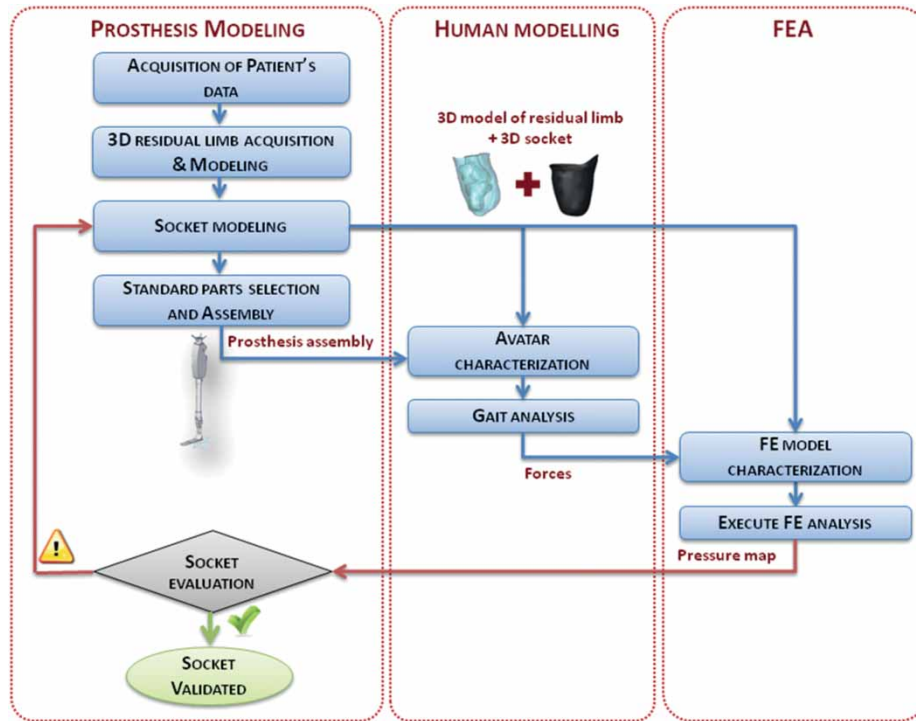 PROSTHESIS MODELING
ACQUISITION OF PATIENT'S
DATA
3D RESIDUAL LIMB ACQUISITION
& MODELING
SOCKET MODELING
STANDARD PARTS SELECTION
AND ASSEMBLY
Prosthesis assembly
SOCKET
EVALUATION
SOCKET
VALIDATED
HUMAN MODELLING
3D model of residual limb
+ 3D socket
AVATAR
CHARACTERIZATION
GAIT ANALYSIS
Forces
FEA
FE MODEL
CHARACTERIZATION
EXECUTE FE ANALYSIS
Pressure map